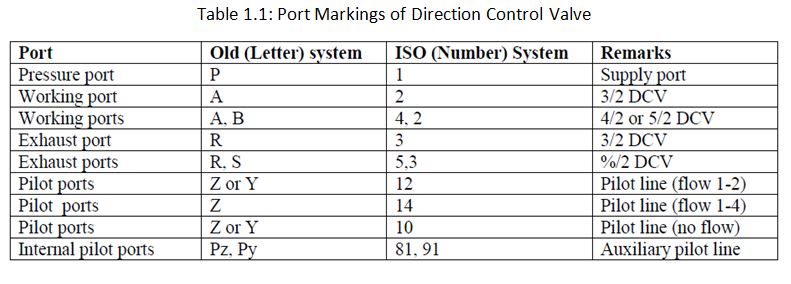 Table 1.1: Port Markings of Direction Control Valve
Port Old (Letter) system ISO (Number) System Remarks
Pressure port P 1 Supply port
Working port A 2 3/2 DCV
Working ports A, B 4, 2 4/2 or 5/2 DCV
Exhaust port R 3 3/2 DCV
Exhaust ports R, S 5,3 %/2 DCV
Pilot ports Z or Y 12 Pilot line (flow 1-2)
Pilot ports Z 14 Pilot line (flow 1-4)
Pilot ports Z or Y 10 Pilot line (no flow)
Internal pilot ports Pz, Py 81, 91 Auxiliary pilot line